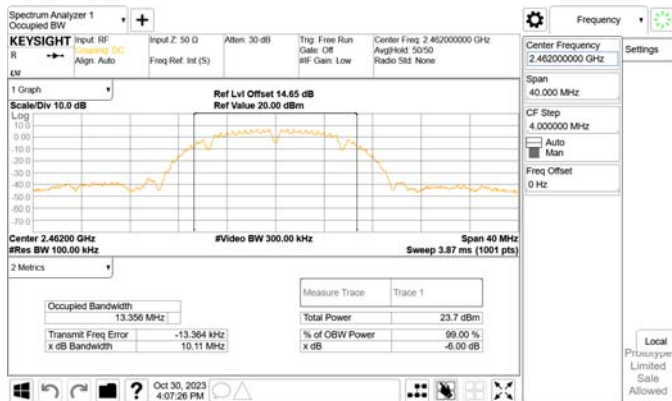 Spectrum Analyzer 1
Occupied BW
Frequency
KEYSIGHT
R
LNI
Input: RF
Coupling: DC
Align: Auto
Input Z: 50 Ω
Freq Ref: Int (S)
Atten: 30 dB
Trig: Free Run
Gate: Off
#IF Gain: Low
Center Freq: 2.462000000 GHz
Avg|Hold: 50/50
Radio Std: None
1 Graph
Scale/Div 10.0 dB
Ref Lvl Offset 14.65 dB
Ref Value 20.00 dBm
Log
10.0
0.00
-10.0
-20.0
-30.0
-40.0
-50.0
-60.0
-70.0
Center 2.46200 GHz
#Res BW 100.00 kHz
#Video BW 300.00 kHz
Span 40 MHz
Sweep 3.87 ms (1001 pts)
2 Metrics
Measure Trace
Trace 1
Occupied Bandwidth
13.356 MHz
Total Power
23.7 dBm
Transmit Freq Error
-13.364 kHz
% of OBW Power
99.00 %
x dB Bandwidth
10.11 MHz
x dB
-6.00 dB
Oct 30, 2023
4:07:26 PM
Center Frequency
2.462000000 GHz
Span
40.000 MHz
CF Step
4.000000 MHz
Auto
Man
Freq Offset
0 Hz
Settings
Local
Prototype
Limited
Sale
Allowed